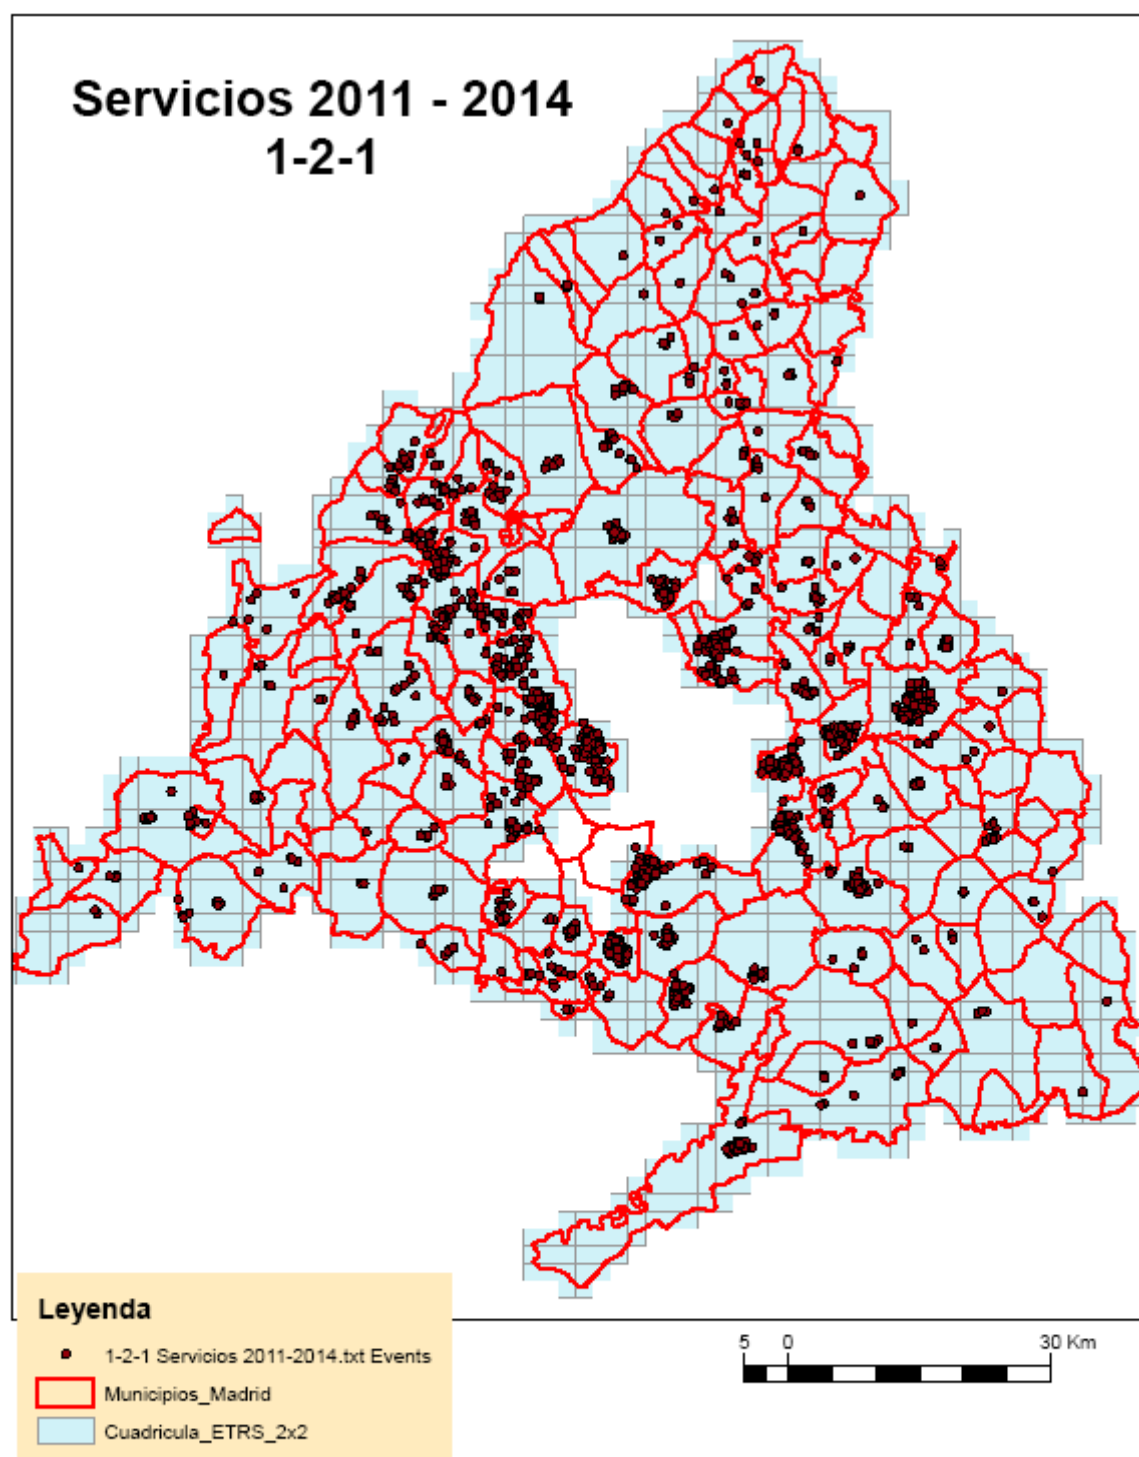 Servicios 2011 - 2014
1-2-1
Leyenda
1-2-1 Servicios 2011-2014.txt Events
Municipios_Madrid
Cuadricula_ETRS_2x2
5 0 30 Km